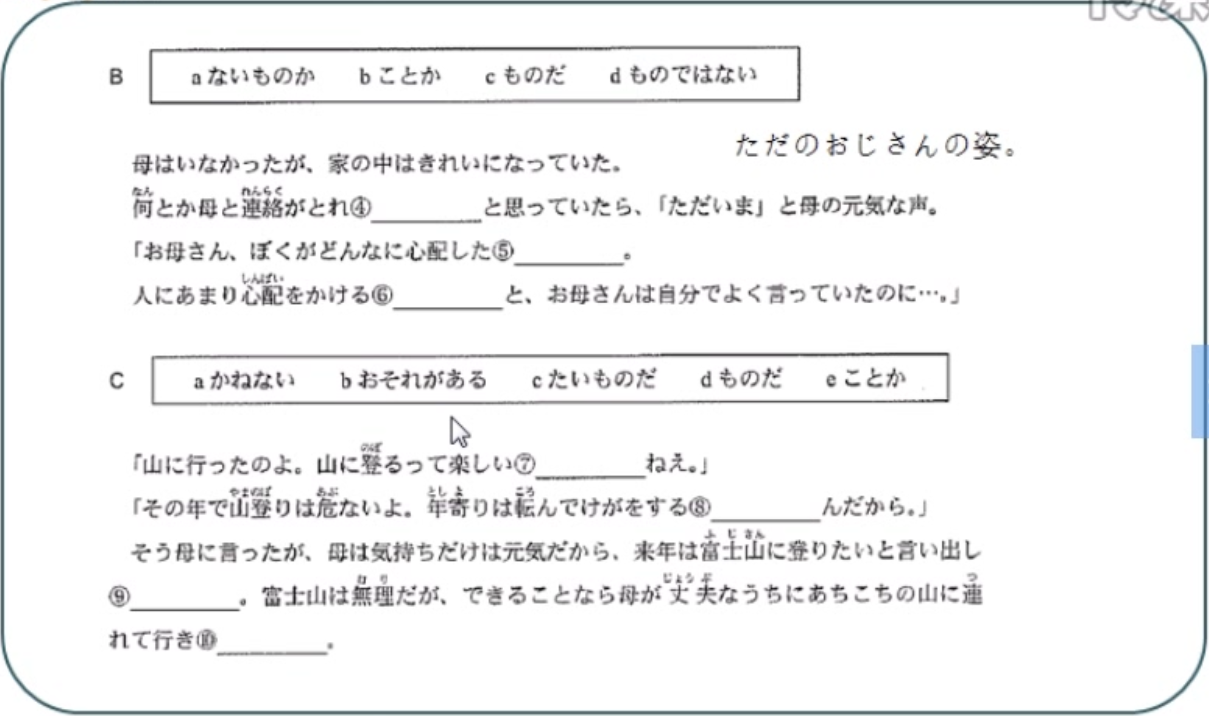 B
a ないものか b ことか c ものだ d ものではない
ただのおじさんの姿。
母はいなかったが、家の中はきれいになっていた。
何とか母と連絡がとれ④________と思っていたら、「ただいま」と母の元気な声。
「お母さん、ぼくがどんなに心配した⑤________。
人にあまり心配をかける⑥________と、お母さんは自分でよく言っていたのに…。」
C
a かねない b おそれがある c たいものだ d ものだ e ことか
「山に行ったのよ。山に登るって楽しい⑦________ねえ。」
「その年で山登りは危ないよ。年寄りは転んでけがをする⑧________んだから。」
そう母に言ったが、母は気持ちだけは元気だから、来年は富士山に登りたいと言い出し
⑨________。富士山は無理だが、できることなら母が丈夫なうちにあちこちの山に連
れて行き⑩________。